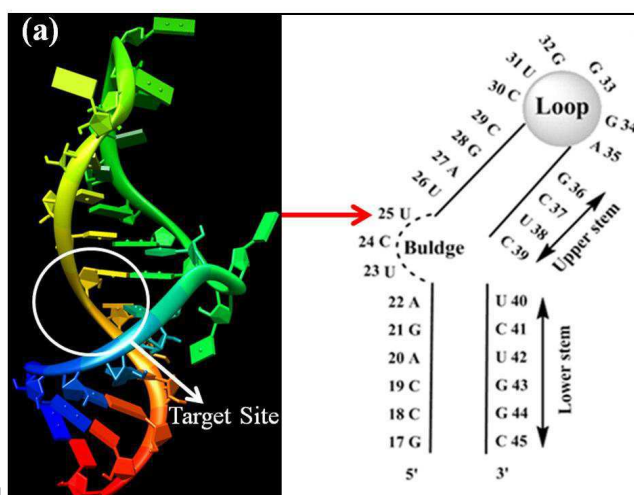 (a)
Target Site
32 G
G 33
31 U
30 C
Loop
G 34
29 C
A 35
28 G
27 A
G 36
26 U
C 37
25 U
U 38
24 C
Buldge
C 39
Upper stem
23 U
22 A
U 40
21 G
C 41
20 A
U 42
19 C
G 43
18 C
G 44
17 G
C 45
Lower stem
5'
3'